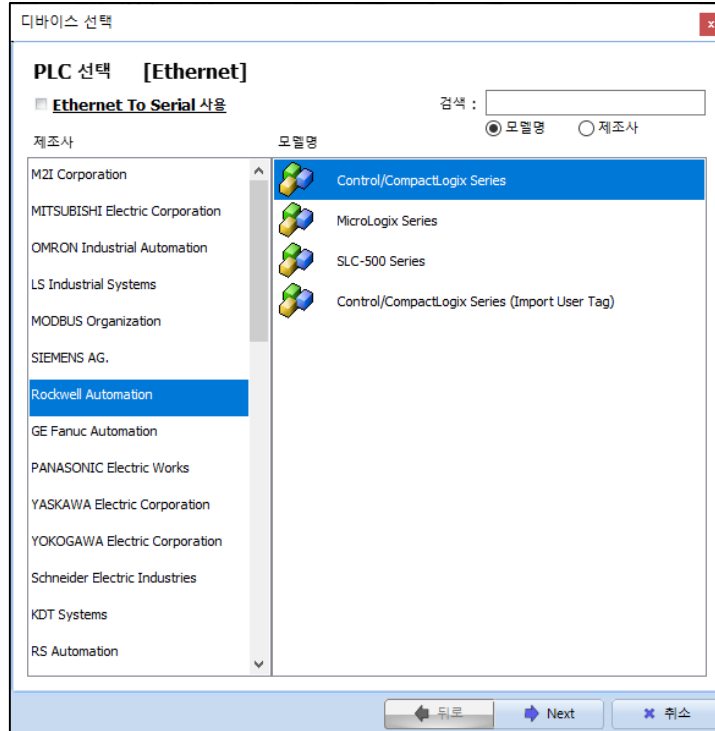 디바이스 선택
x
PLC 선택 [Ethernet]
Ethernet To Serial 사용
검색 :
모델명 제조사
제조사
모델명
M2I Corporation
MITSUBISHI Electric Corporation
OMRON Industrial Automation
LS Industrial Systems
MODBUS Organization
SIEMENS AG.
Rockwell Automation
GE Fanuc Automation
PANASONIC Electric Works
YASKAWA Electric Corporation
YOKOGAWA Electric Corporation
Schneider Electric Industries
KDT Systems
RS Automation
Control/CompactLogix Series
MicroLogix Series
SLC-500 Series
Control/CompactLogix Series (Import User Tag)
뒤로
Next
취소